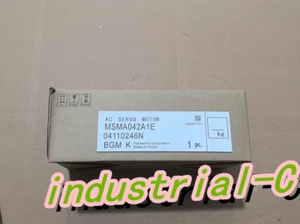 AC SERVO MOTOR
MSMA042A1E
04110246N
BGM K
Panasonic Corporation
Made in China
1 pc.
kg
industrial-C